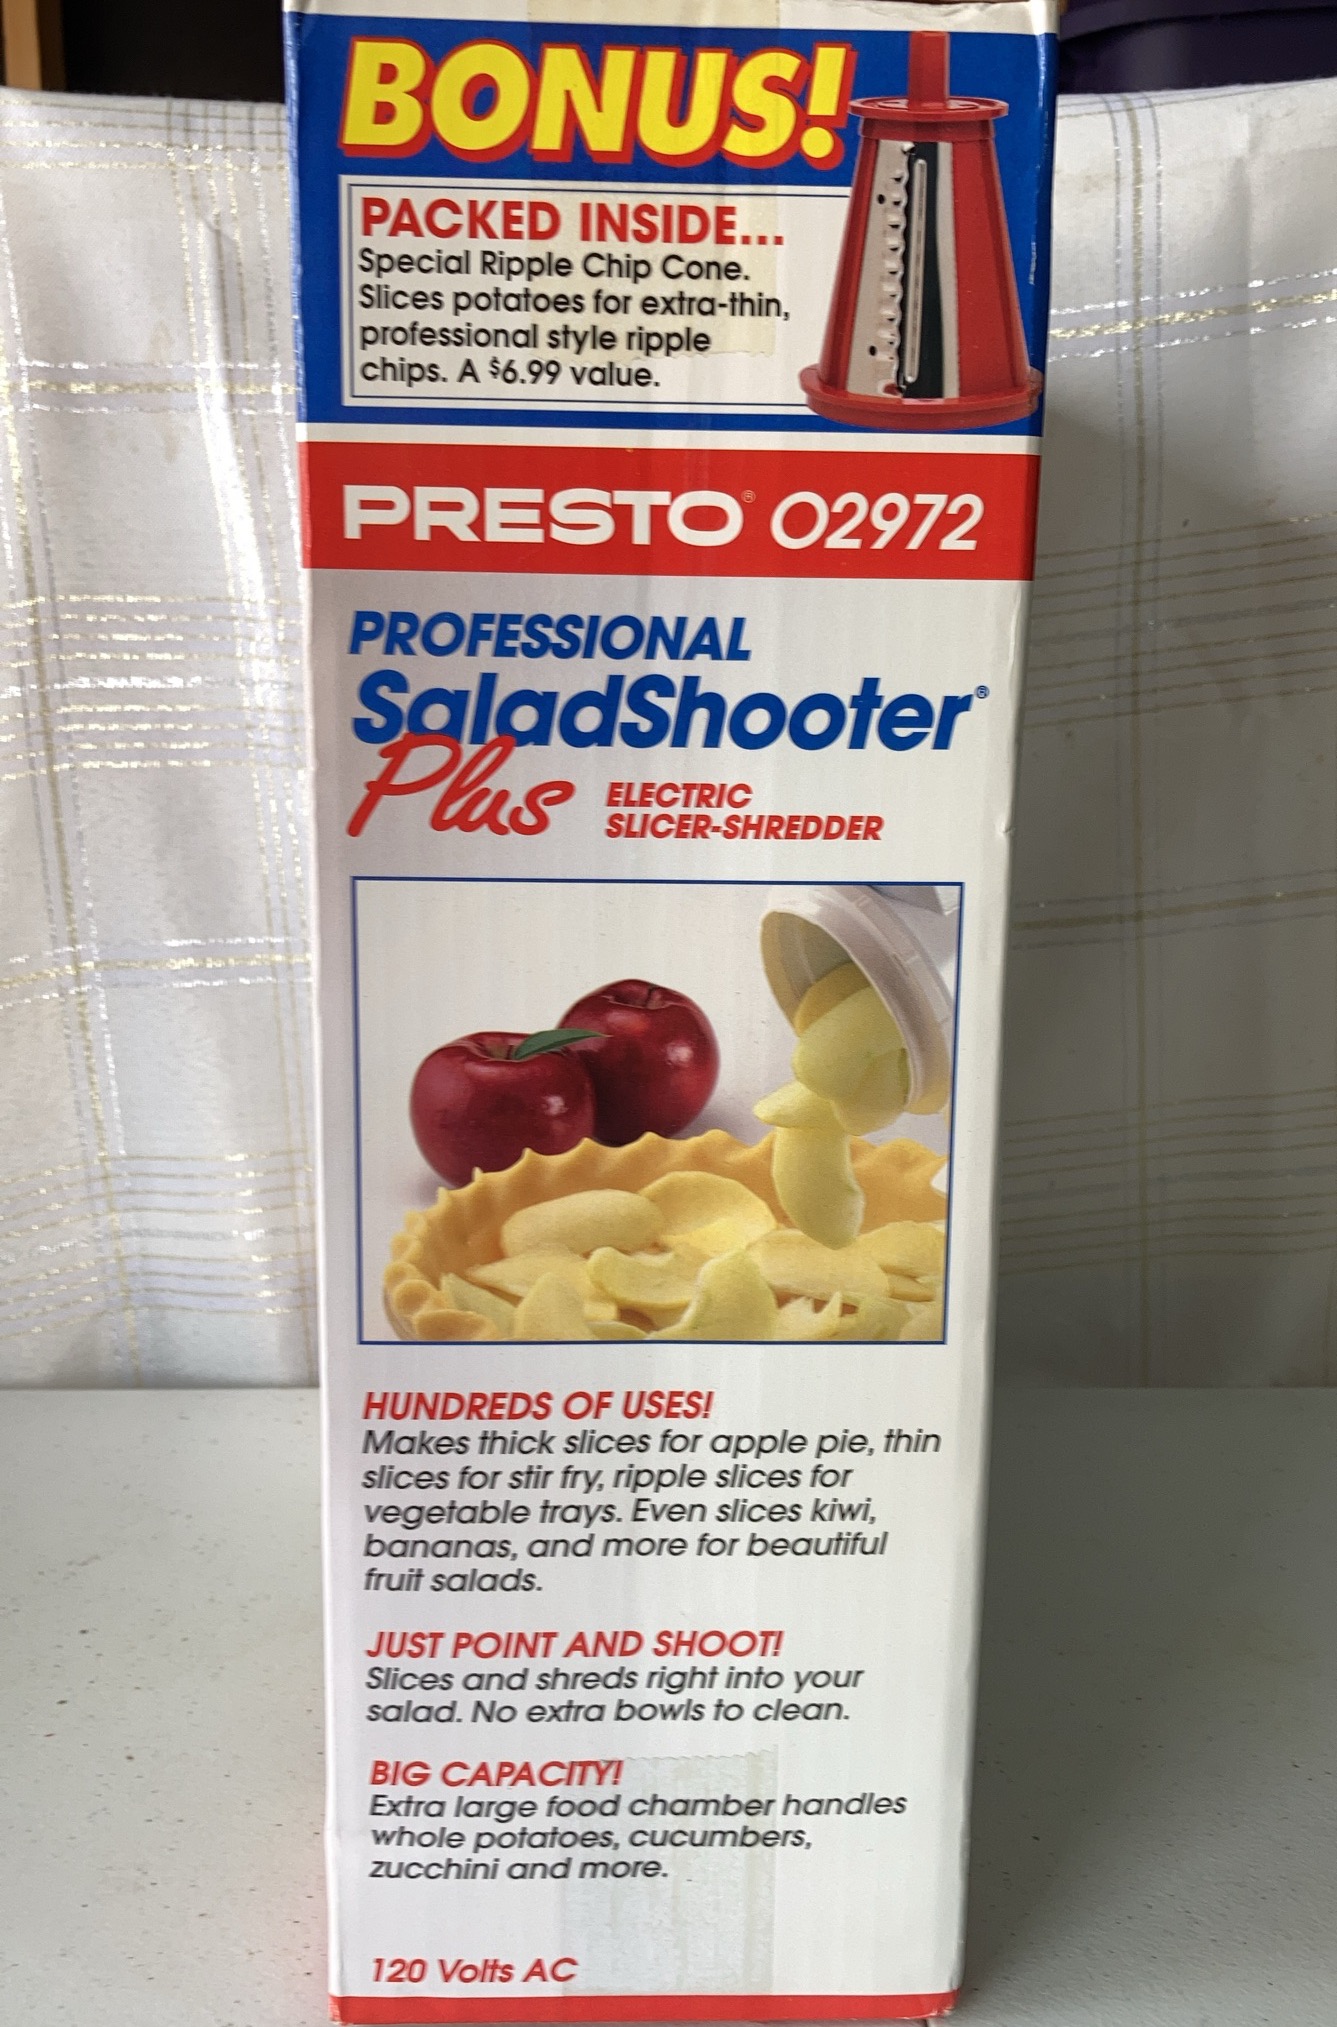 BONUS!
PACKED INSIDE...
Special Ripple Chip Cone.
Slices potatoes for extra-thin,
professional style ripple
chips. A $6.99 value.
PRESTO® 02972
PROFESSIONAL
SaladShooter®
Plus ELECTRIC
SLICER-SHREDDER
HUNDREDS OF USES!
Makes thick slices for apple pie, thin
slices for stir fry, ripple slices for
vegetable trays. Even slices kiwi,
bananas, and more for beautiful
fruit salads.
JUST POINT AND SHOOT!
Slices and shreds right into your
salad. No extra bowls to clean.
BIG CAPACITY!
Extra large food chamber handles
whole potatoes, cucumbers,
zucchini and more.
120 Volts AC